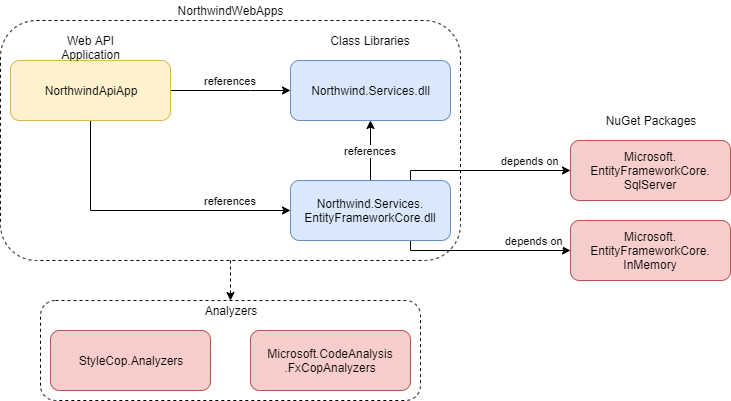 NorthwindWebApps
Web API
Application
Class Libraries
NorthwindApiApp
references
Northwind.Services.dll
references
NuGet Packages
Microsoft.
EntityFrameworkCore.
SqlServer
depends on
references
Northwind.Services.
EntityFrameworkCore.dll
depends on
Microsoft.
EntityFrameworkCore.
InMemory
Analyzers
StyleCop.Analyzers
Microsoft.CodeAnalysis
.FxCopAnalyzers